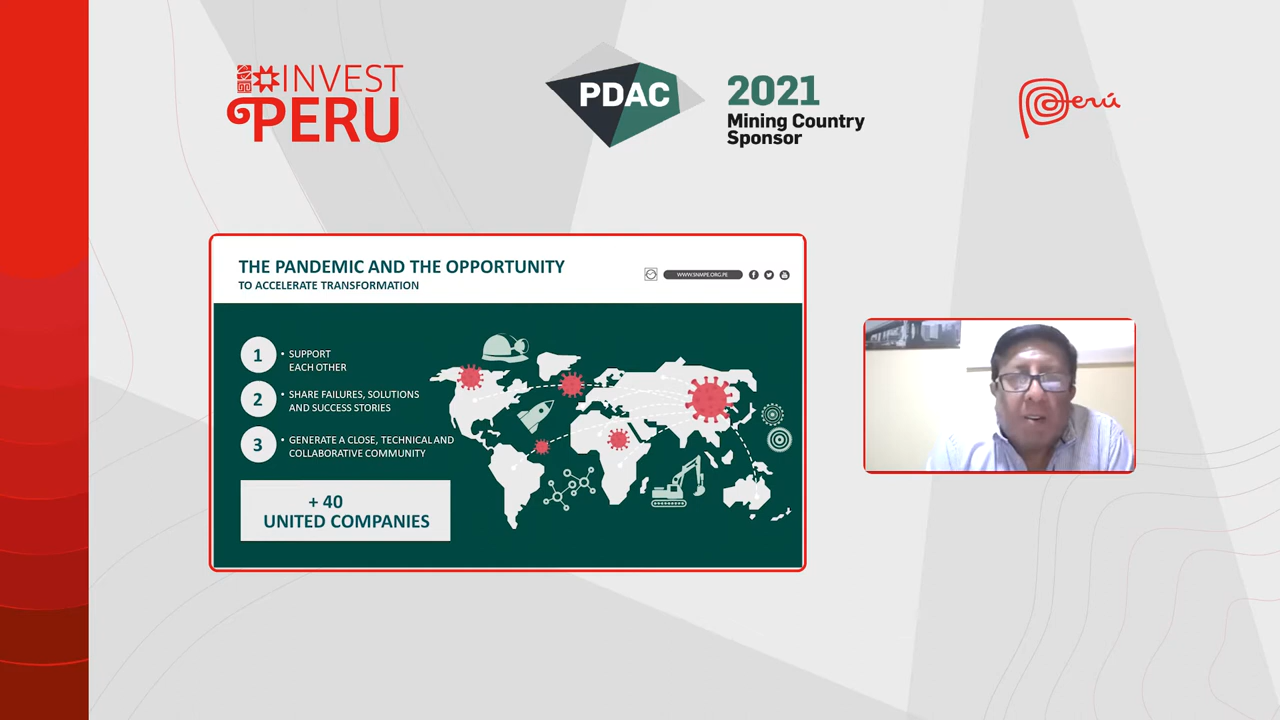 INVEST
PERU
PDAC
2021
Mining Country
Sponsor
Perú
THE PANDEMIC AND THE OPPORTUNITY
TO ACCELERATE TRANSFORMATION
WWW.SNMPE.ORG.PE
1
• SUPPORT
EACH OTHER
2
• SHARE FAILURES, SOLUTIONS
AND SUCCESS STORIES
3
• GENERATE A CLOSE, TECHNICAL AND
COLLABORATIVE COMMUNITY
+ 40
UNITED COMPANIES